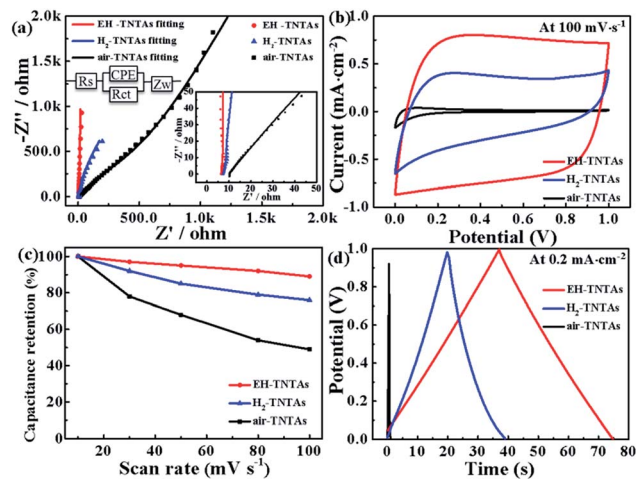 (a)
EH -TNTAs fitting
H2-TNTAs fitting
air-TNTAs fitting
EH-TNTAs
H2-TNTAs
air-TNTAs
Rs
CPE
Rct
Zw
-Z'' / ohm
2.0k
1.5k
1.0k
500.0
0.0
0
500.0
1.0k
1.5k
2.0k
Z' / ohm
-Z'' / ohm
50
40
30
20
10
0
0
10
20
30
40
50
Z' / ohm
(b)
At 100 mV·s-1
Current (mA·cm-2)
1.0
0.5
0.0
-0.5
-1.0
0.0
0.2
0.4
0.6
0.8
1.0
Potential (V)
EH-TNTAs
H2-TNTAs
air-TNTAs
(c)
Capacitance retention (%)
100
80
60
40
20
0
20
40
60
80
100
Scan rate (mV s-1)
EH-TNTAs
H2-TNTAs
air-TNTAs
(d)
At 0.2 mA·cm-2
EH-TNTAs
H2-TNTAs
air-TNTAs
Potential (V)
1.0
0.8
0.6
0.4
0.2
0.0
0
10
20
30
40
50
60
70
80
Time (s)